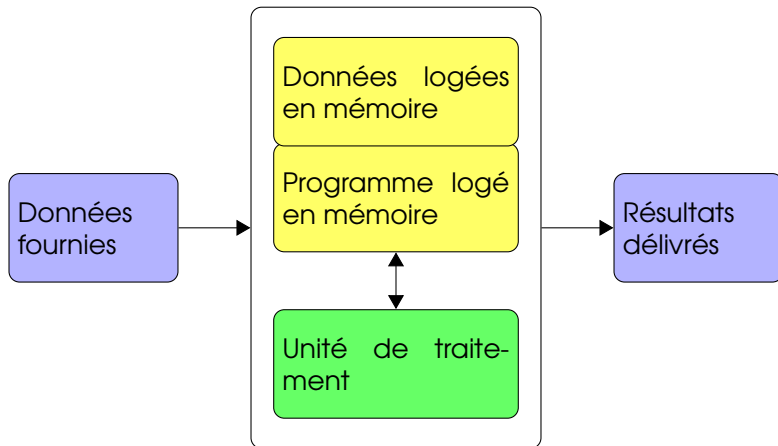 Données logées
en mémoire
Programme logé
en mémoire
Données
fournies
Résultats
délivrés
Unité de traite-
ment